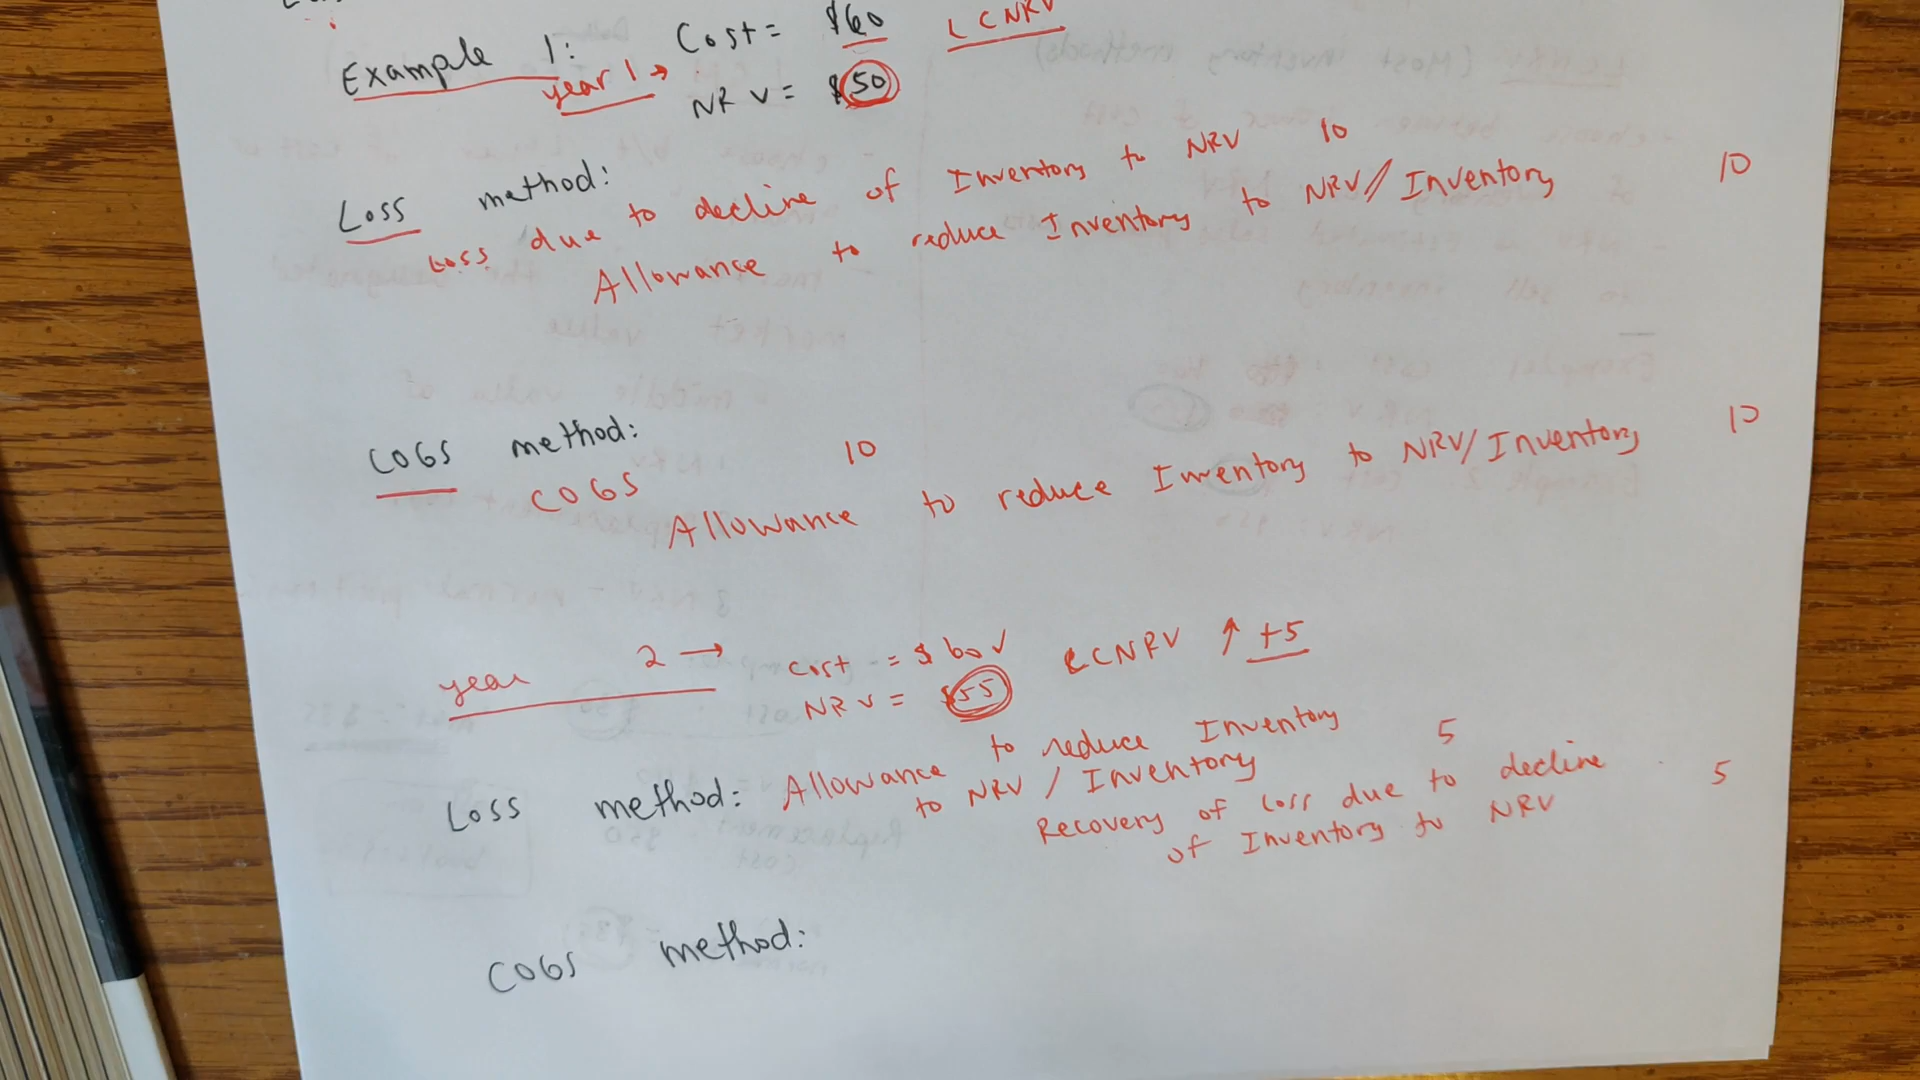 Example 1: Cost = $60 LCNRV
year 1 → NRV = $50
Loss method:
Loss due to decline of Inventory to NRV 10
Allowance to reduce Inventory to NRV/Inventory 10
COGS method:
COGS 10
Allowance to reduce Inventory to NRV/Inventory 10
year 2 → cost = $60 ✓ LCNRV ↑ +5
NRV = $55
Loss method: Allowance to reduce Inventory 5
to NRV / Inventory
Recovery of loss due to decline 5
of Inventory to NRV
COGS method: